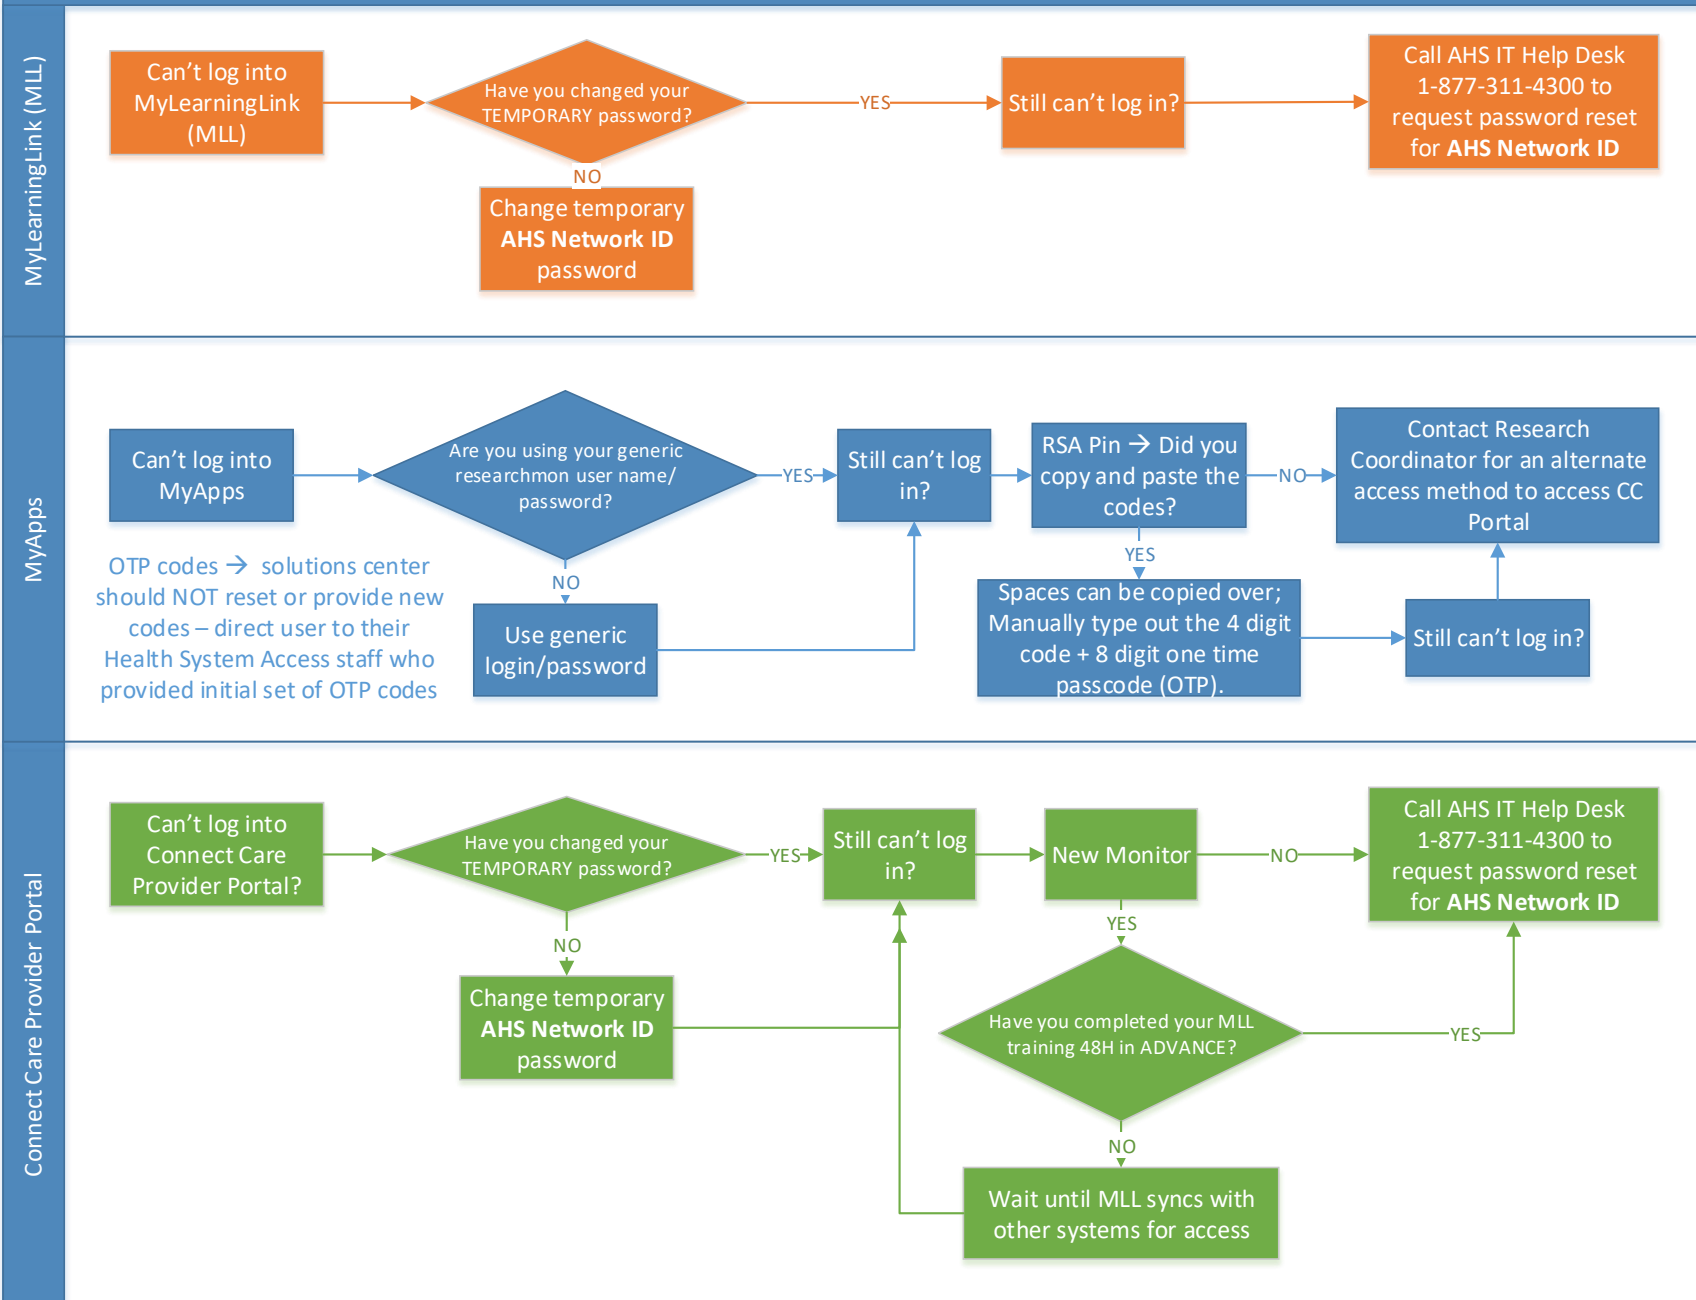 MyLearningLink (MLL)
Can't log into
MyLearningLink
(MLL)
Have you changed your
TEMPORARY password?
YES
Still can't log in?
Call AHS IT Help Desk
1-877-311-4300 to
request password reset
for AHS Network ID
NO
Change temporary
AHS Network ID
password
MyApps
Can't log into
MyApps
Are you using your generic
researchmon user name/
password?
YES
Still can't log
in?
RSA Pin → Did you
copy and paste the
codes?
NO
Contact Research
Coordinator for an alternate
access method to access CC
Portal
OTP codes → solutions center
should NOT reset or provide new
codes – direct user to their
Health System Access staff who
provided initial set of OTP codes
NO
Use generic
login/password
YES
Spaces can be copied over;
Manually type out the 4 digit
code + 8 digit one time
passcode (OTP).
Still can't log in?
Connect Care Provider Portal
Can't log into
Connect Care
Provider Portal?
Have you changed your
TEMPORARY password?
YES
Still can't log
in?
New Monitor
NO
Call AHS IT Help Desk
1-877-311-4300 to
request password reset
for AHS Network ID
NO
Change temporary
AHS Network ID
password
YES
Have you completed your MLL
training 48H in ADVANCE?
YES
NO
Wait until MLL syncs with
other systems for access